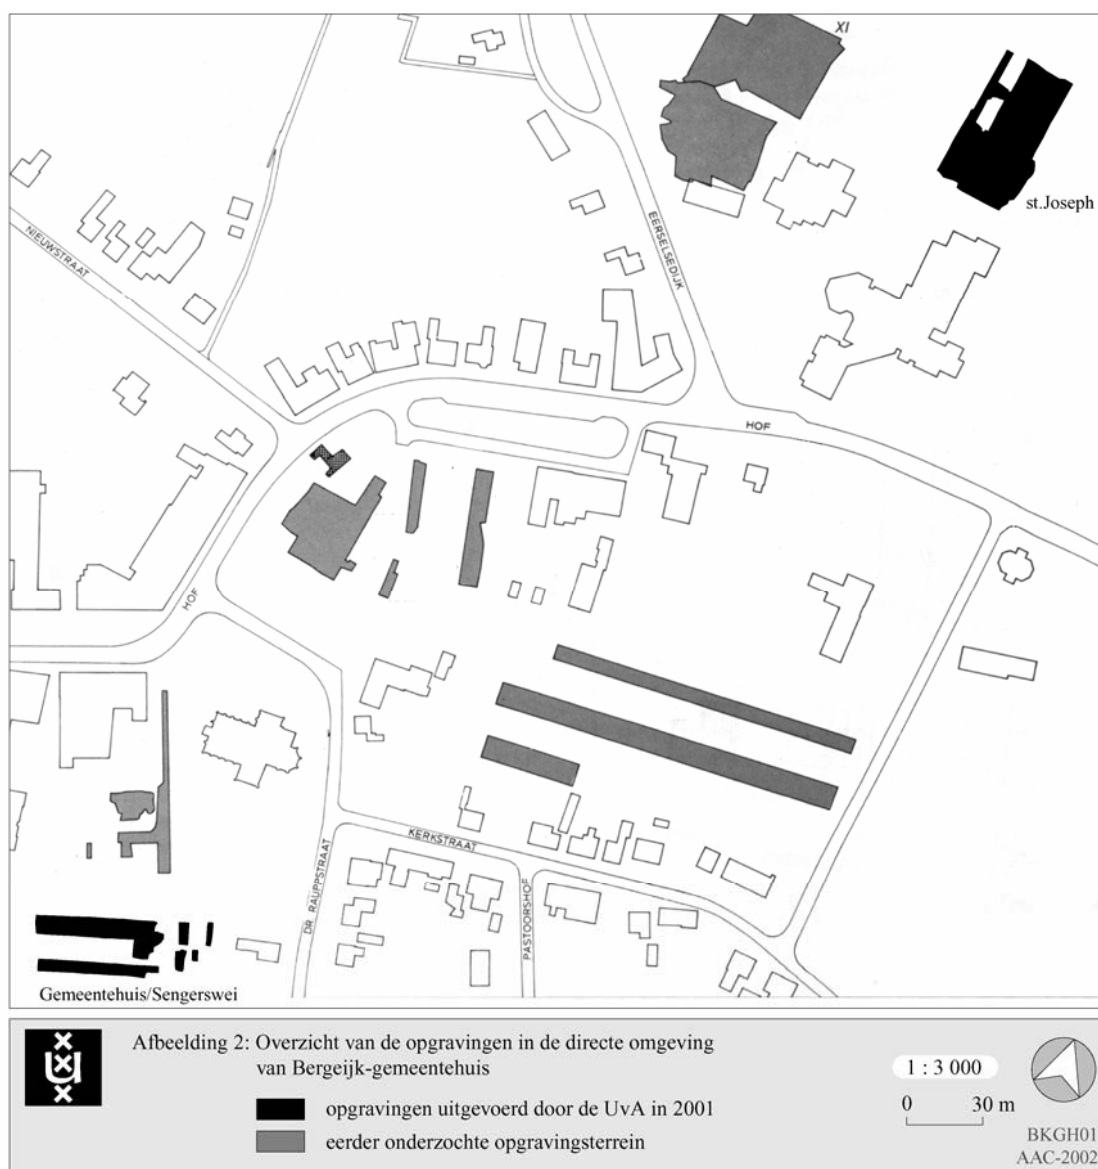 XI
st.Joseph
NIEUWSTRAAT
EERSELSEDIJK
HOF
HOF
KERKSTRAAT
DR RAUPPSTRAAT
PASTOORSHOF
Gemeentehuis/Sengerswei
Afbeelding 2: Overzicht van de opgravingen in de directe omgeving
van Bergeijk-gemeentehuis
opgravingen uitgevoerd door de UvA in 2001
eerder onderzochte opgravingsterrein
1 : 3 000
0 30 m
BKGH01
AAC-2002